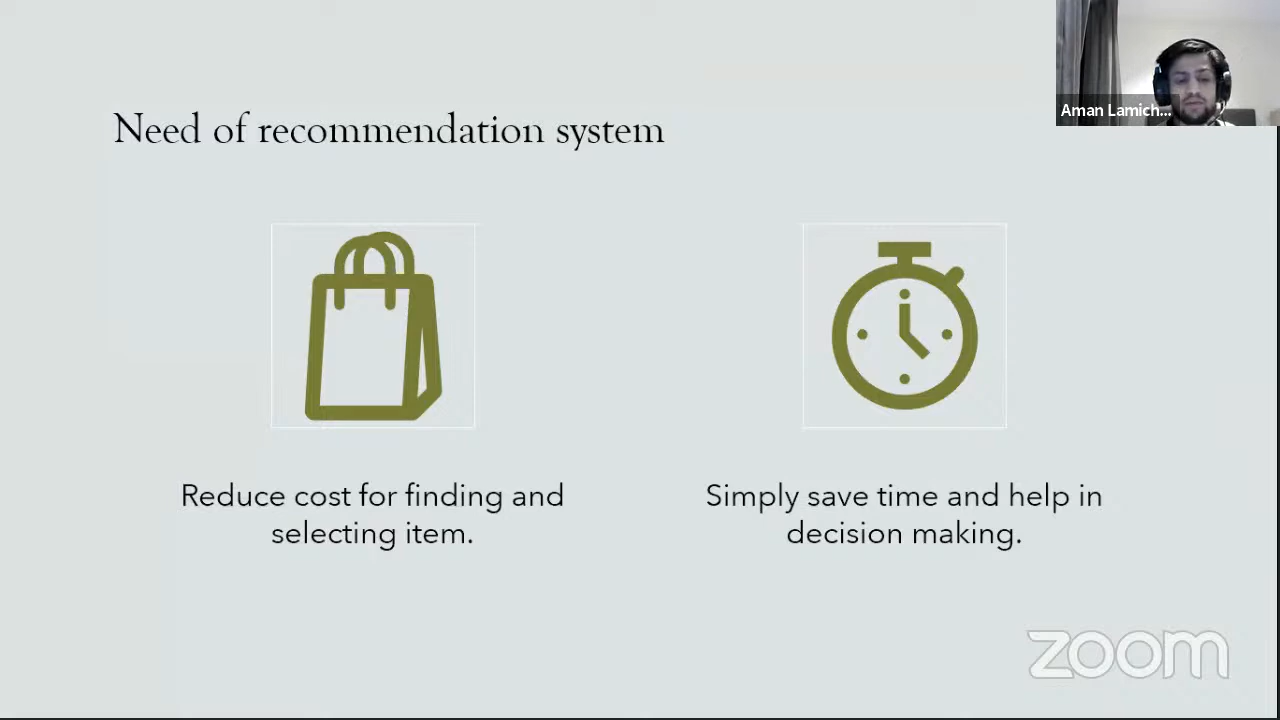 Aman Lamich...
Need of recommendation system
Reduce cost for finding and
selecting item.
Simply save time and help in
decision making.
zoom